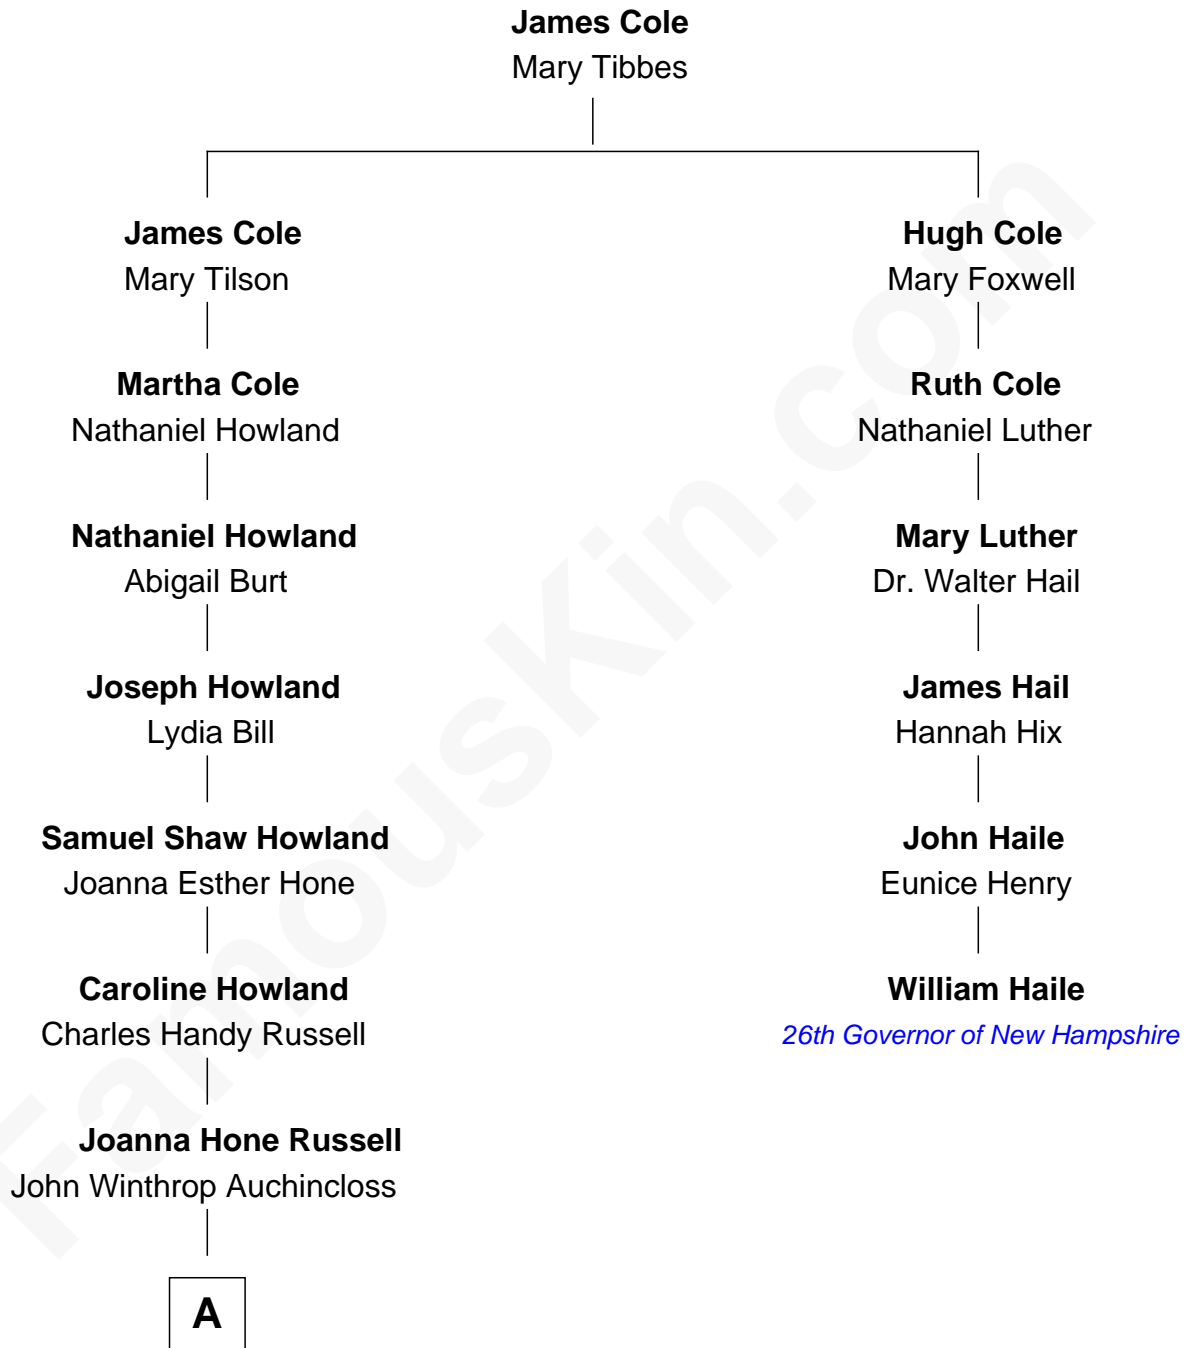 James Cole
Mary Tibbes
James Cole
Mary Tilson
Martha Cole
Nathaniel Howland
Nathaniel Howland
Abigail Burt
Joseph Howland
Lydia Bill
Samuel Shaw Howland
Joanna Esther Hone
Caroline Howland
Charles Handy Russell
Joanna Hone Russell
John Winthrop Auchincloss
A
Hugh Cole
Mary Foxwell
Ruth Cole
Nathaniel Luther
Mary Luther
Dr. Walter Hail
James Hail
Hannah Hix
John Haile
Eunice Henry
William Haile
26th Governor of New Hampshire
FamousKin.com